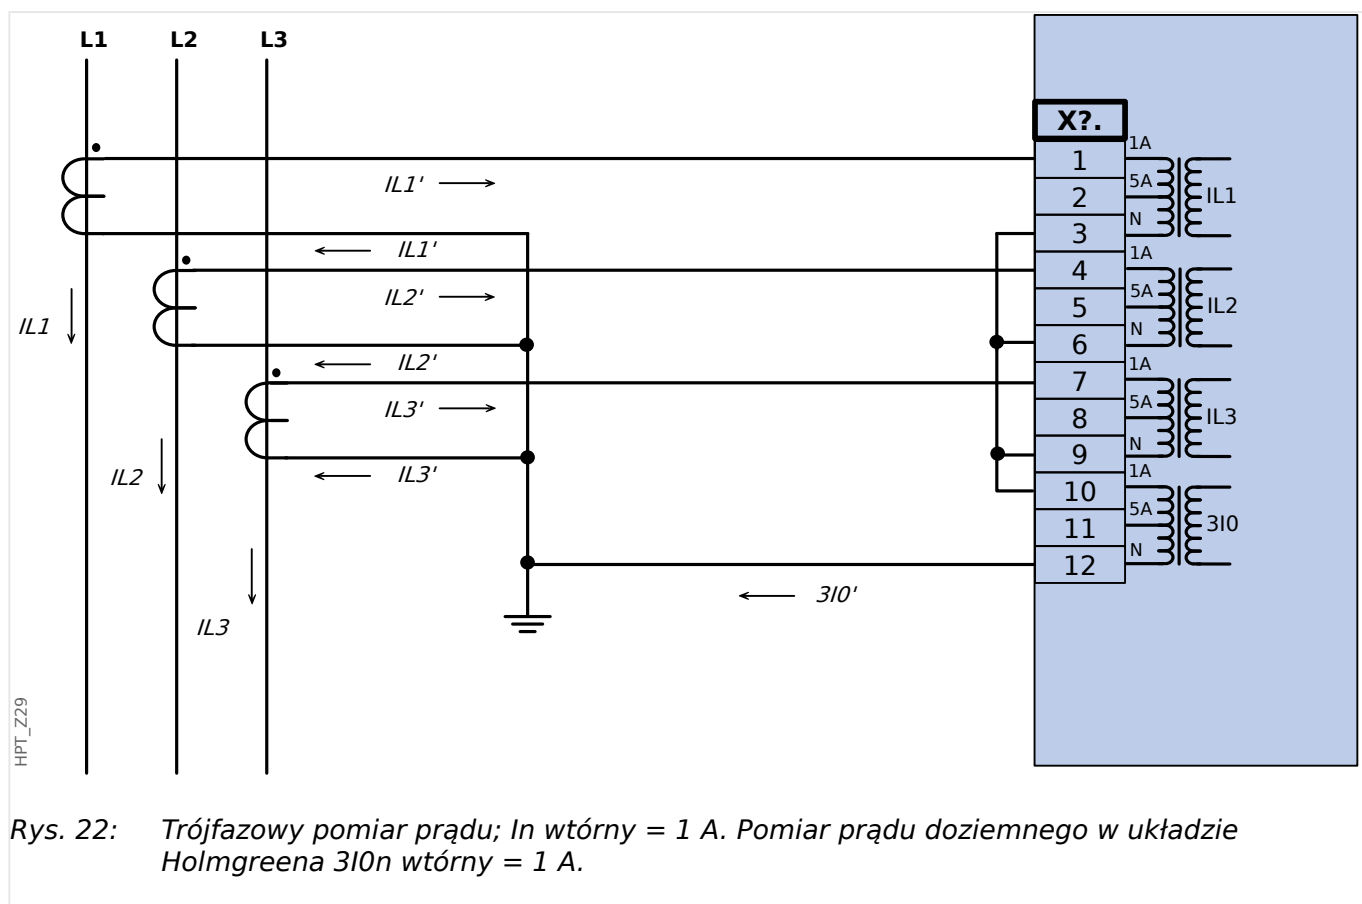 L1 L2 L3
X?.
1 1A
IL1'
2 5A IL1
3 N
IL1'
4 1A
IL2'
5 5A IL2
IL1
6 N
IL2'
7 1A
IL3'
8 5A IL3
9 N
IL3'
IL2
10 1A
11 5A 3I0
12 N
3I0'
IL3
HPT_Z29
Rys. 22: Trójfazowy pomiar prądu; In wtórny = 1 A. Pomiar prądu doziemnego w układzie
Holmgreena 3I0n wtórny = 1 A.